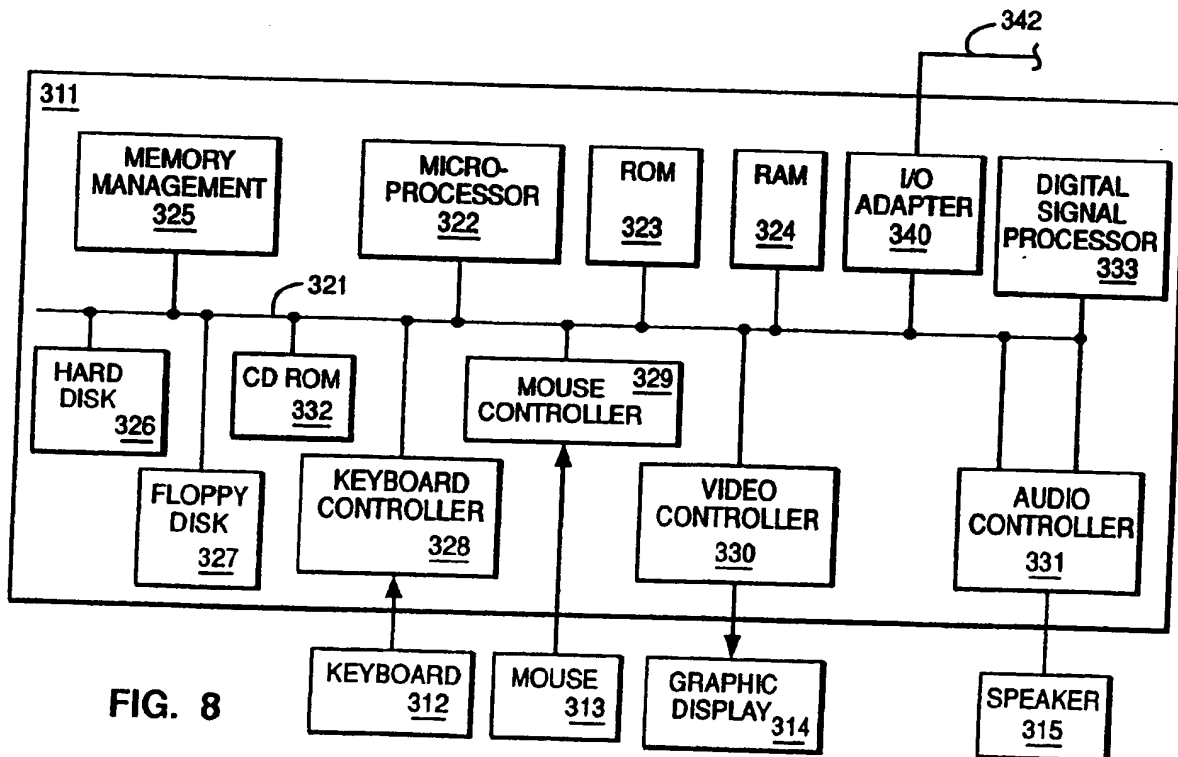 342
311
MEMORY
MANAGEMENT
325
MICRO-
PROCESSOR
322
ROM
323
RAM
324
I/O
ADAPTER
340
DIGITAL
SIGNAL
PROCESSOR
333
321
HARD
DISK
326
CD ROM
332
MOUSE
CONTROLLER
329
FLOPPY
DISK
327
KEYBOARD
CONTROLLER
328
VIDEO
CONTROLLER
330
AUDIO
CONTROLLER
331
KEYBOARD
312
MOUSE
313
GRAPHIC
DISPLAY
314
SPEAKER
315
FIG. 8